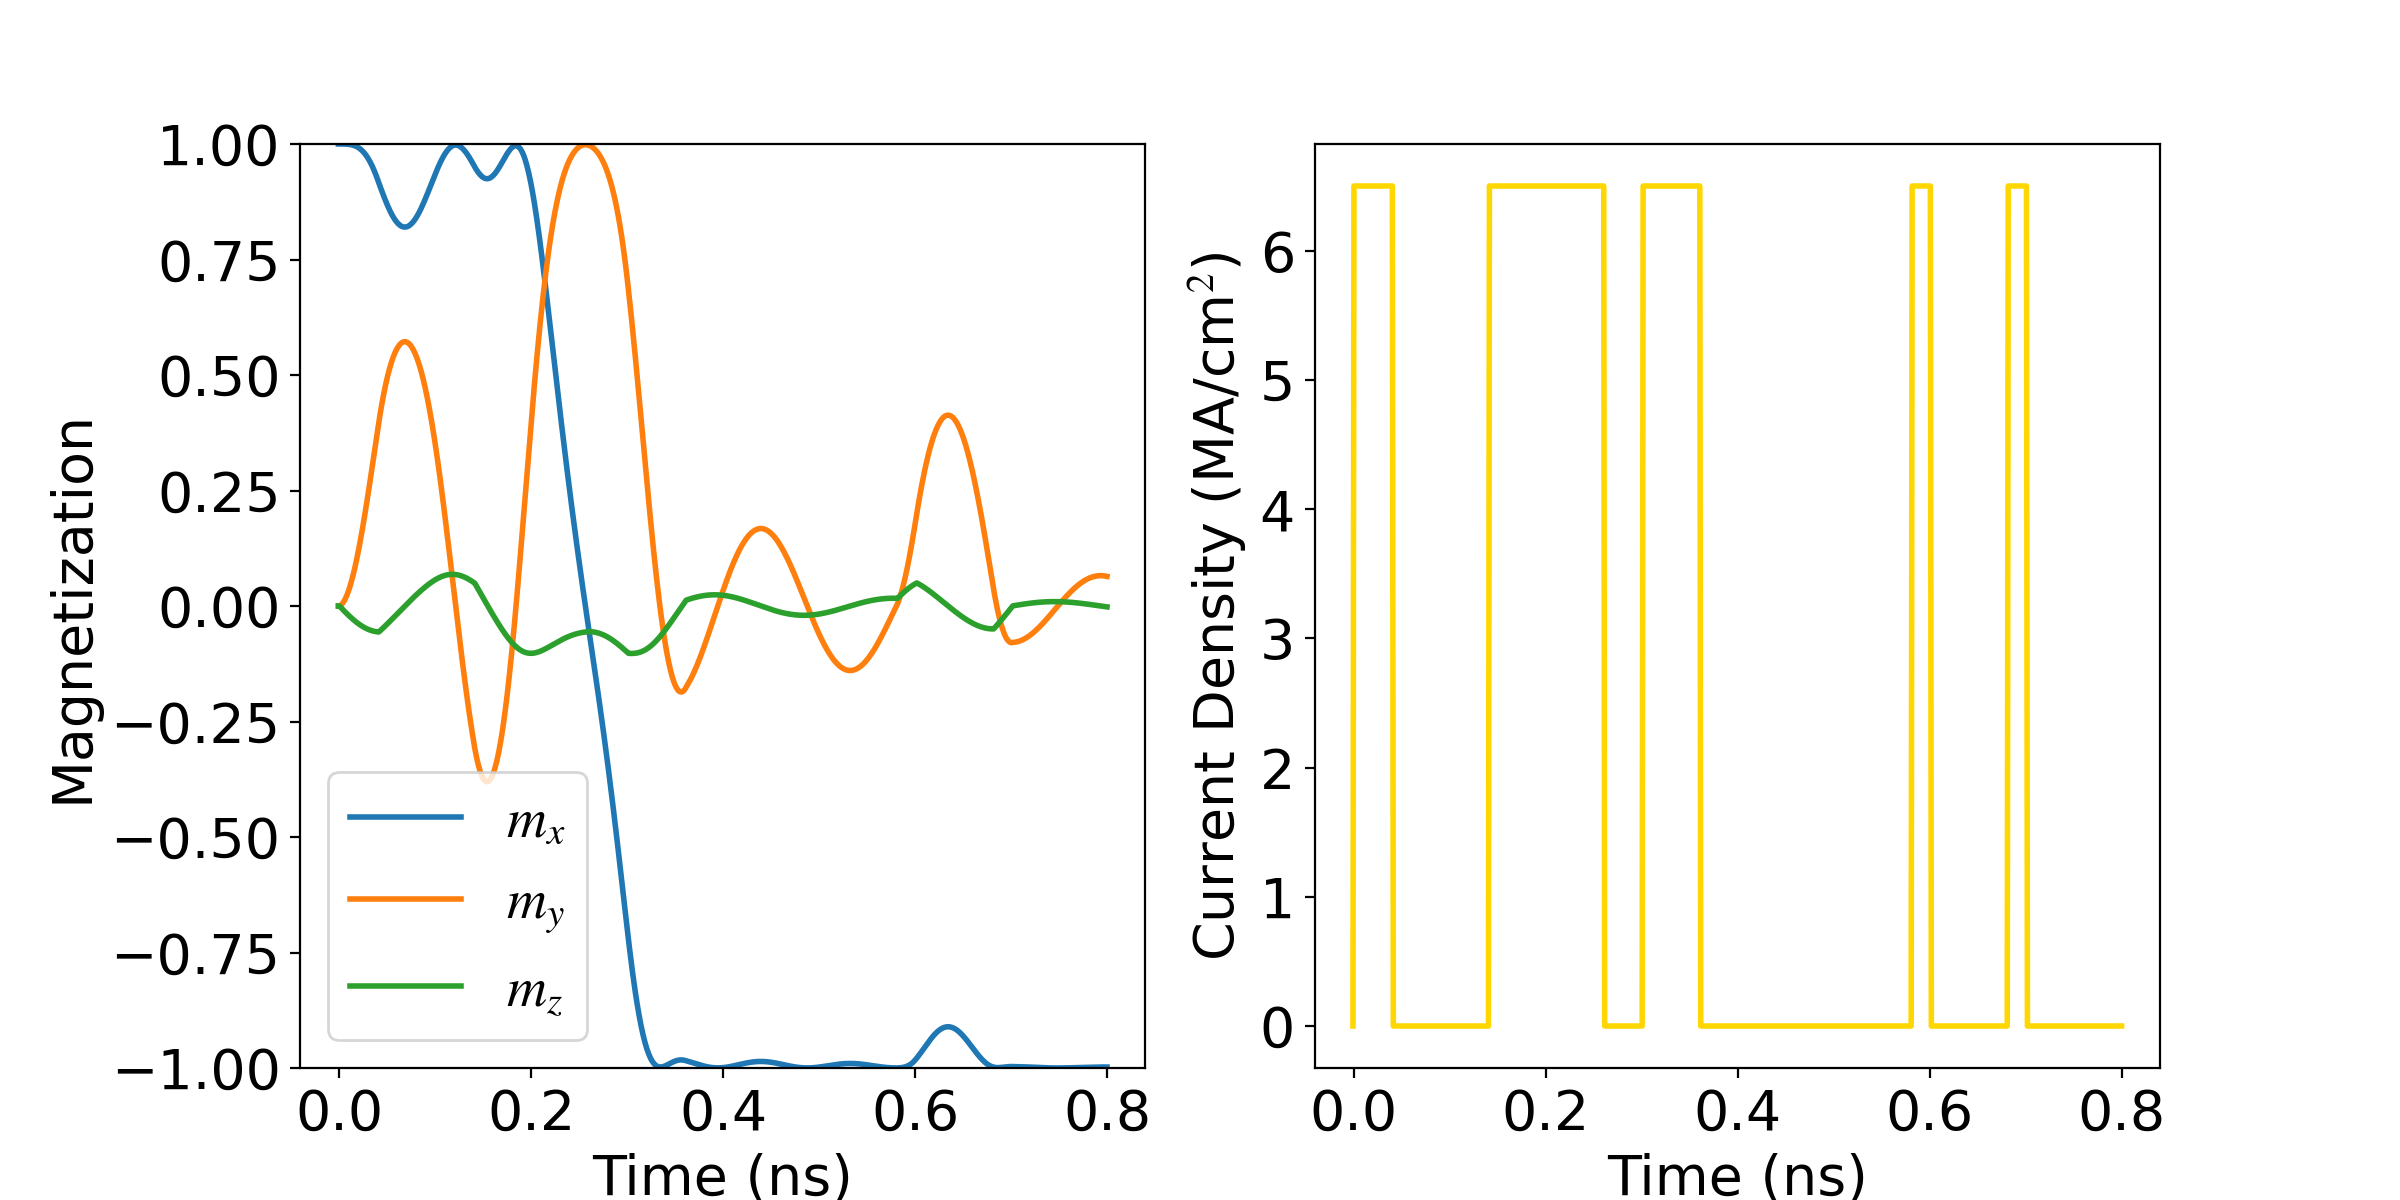 Magnetization
1.00
0.75
0.50
0.25
0.00
−0.25
−0.50
−0.75
−1.00
m_x
m_y
m_z
0.0 0.2 0.4 0.6 0.8
Time (ns)
Current Density (MA/cm²)
6
5
4
3
2
1
0
0.0 0.2 0.4 0.6 0.8
Time (ns)